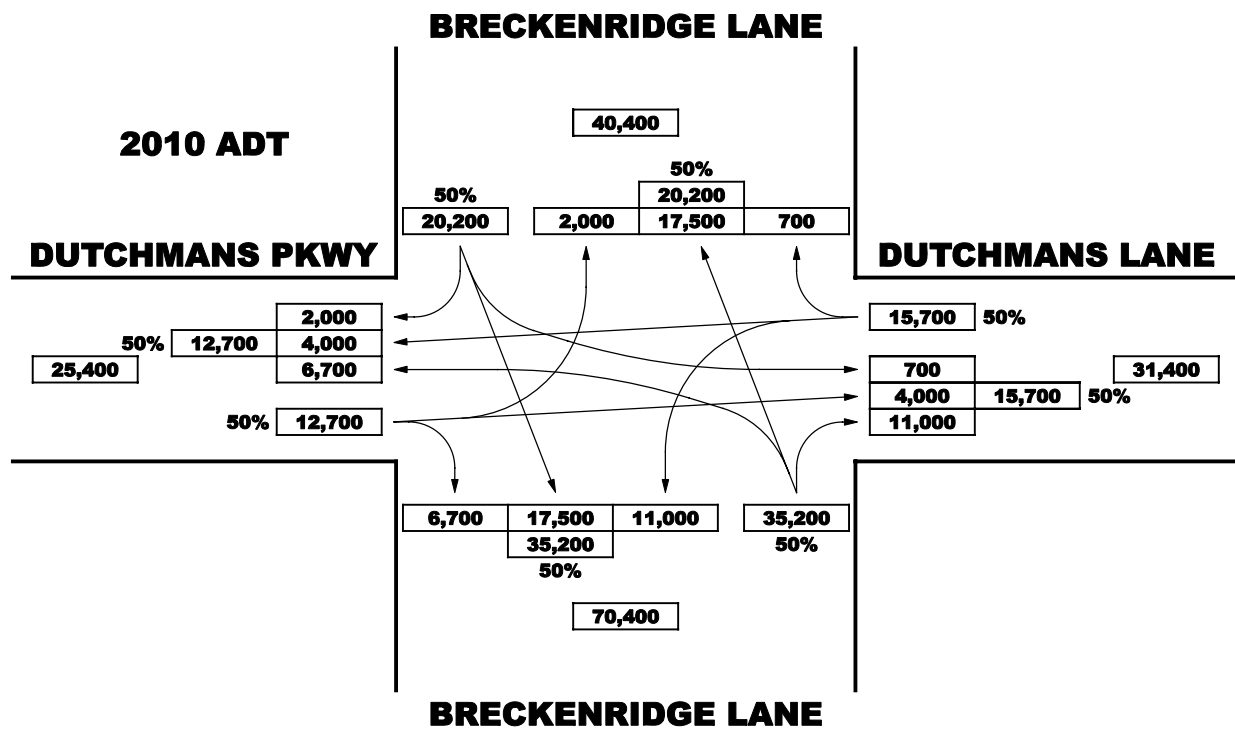 BRECKENRIDGE LANE
2010 ADT
40,400
50%
20,200
50%
20,200
2,000 17,500 700
DUTCHMANS PKWY
DUTCHMANS LANE
2,000
50% 12,700 4,000
25,400 6,700
50% 12,700
15,700 50%
700 31,400
4,000 15,700 50%
11,000
6,700 17,500 11,000 35,200
35,200 50%
50%
70,400
BRECKENRIDGE LANE